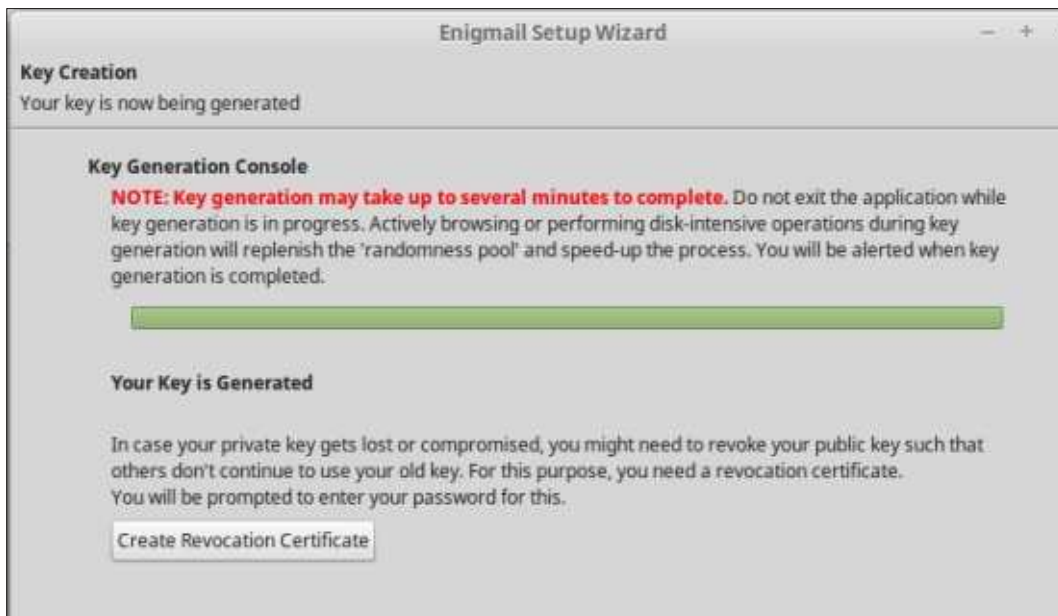 Enigmail Setup Wizard
Key Creation
Your key is now being generated
Key Generation Console
NOTE: Key generation may take up to several minutes to complete. Do not exit the application while
key generation is in progress. Actively browsing or performing disk-intensive operations during key
generation will replenish the 'randomness pool' and speed-up the process. You will be alerted when key
generation is completed.
Your Key is Generated
In case your private key gets lost or compromised, you might need to revoke your public key such that
others don't continue to use your old key. For this purpose, you need a revocation certificate.
You will be prompted to enter your password for this.
Create Revocation Certificate